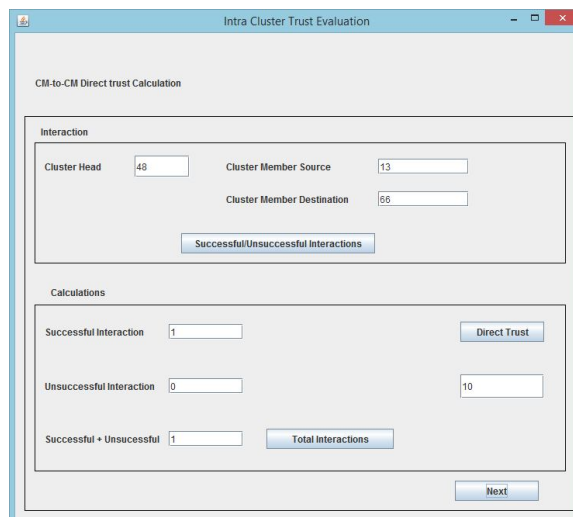 Intra Cluster Trust Evaluation
CM-to-CM Direct trust Calculation
Interaction
Cluster Head 48 Cluster Member Source 13
Cluster Member Destination 66
Successful/Unsuccessful Interactions
Calculations
Successful Interaction 1 Direct Trust
Unsuccessful Interaction 0 10
Successful + Unsucessful 1 Total Interactions
Next